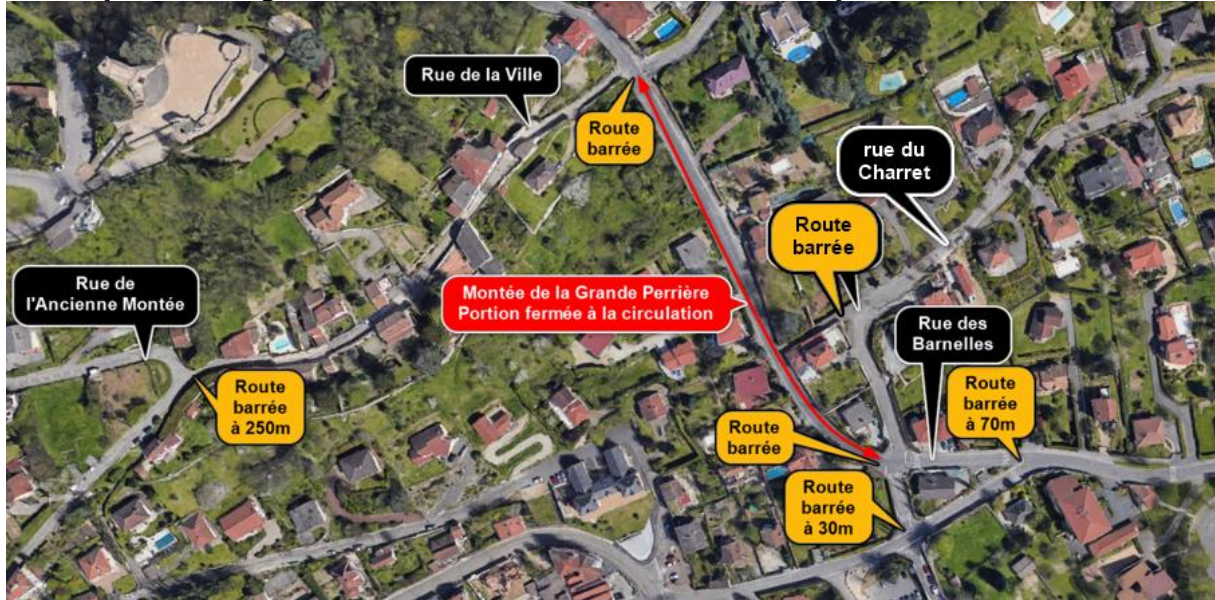 Rue de la Ville
Route
barrée
rue du
Charret
Route
barrée
Rue de
l'Ancienne Montée
Montée de la Grande Perrière
Portion fermée à la circulation
Rue des
Barnelles
Route
barrée
à 250m
Route
barrée
à 70m
Route
barrée
Route
barrée
à 30m